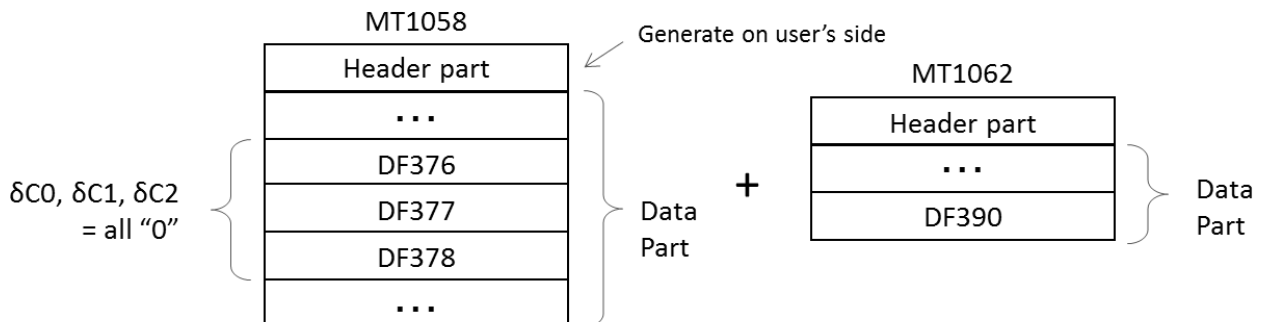 MT1058
Generate on user’s side
Header part
...
DF376
DF377
DF378
...
δC0, δC1, δC2
= all “0”
Data
Part
+
MT1062
Header part
...
DF390
Data
Part